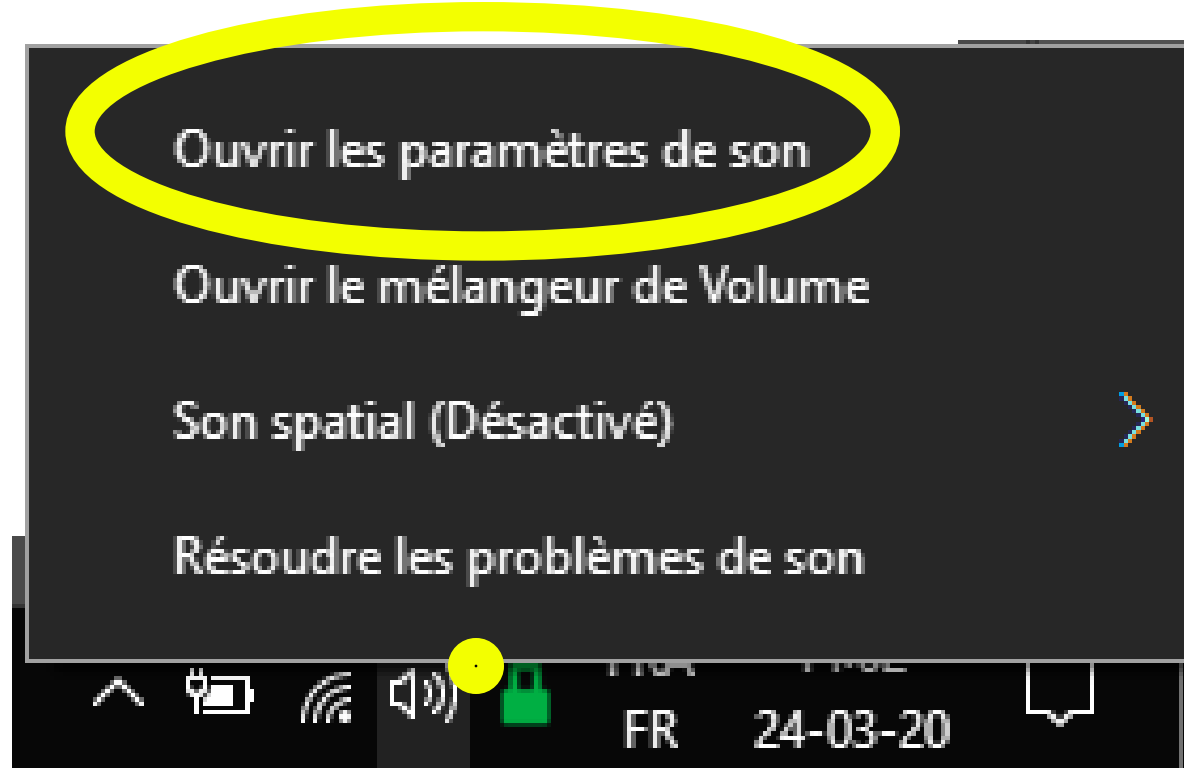 Ouvrir les paramètres de son
Ouvrir le mélangeur de Volume
Son spatial (Désactivé)
Résoudre les problèmes de son
FR
24-03-20